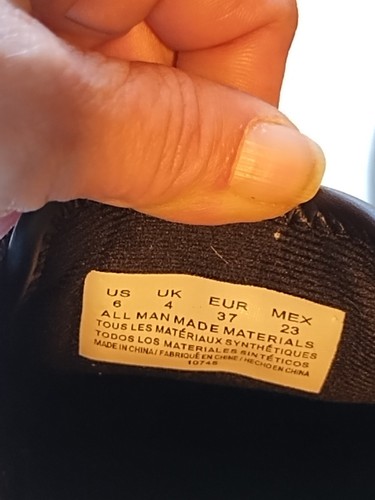 US UK EUR MEX
6 4 37 23
ALL MAN MADE MATERIALS
TOUS LES MATÉRIAUX SYNTHÉTIQUES
TODOS LOS MATERIALES SINTÉTICOS
MADE IN CHINA / FABRIQUÉ EN CHINE / HECHO EN CHINA
10748